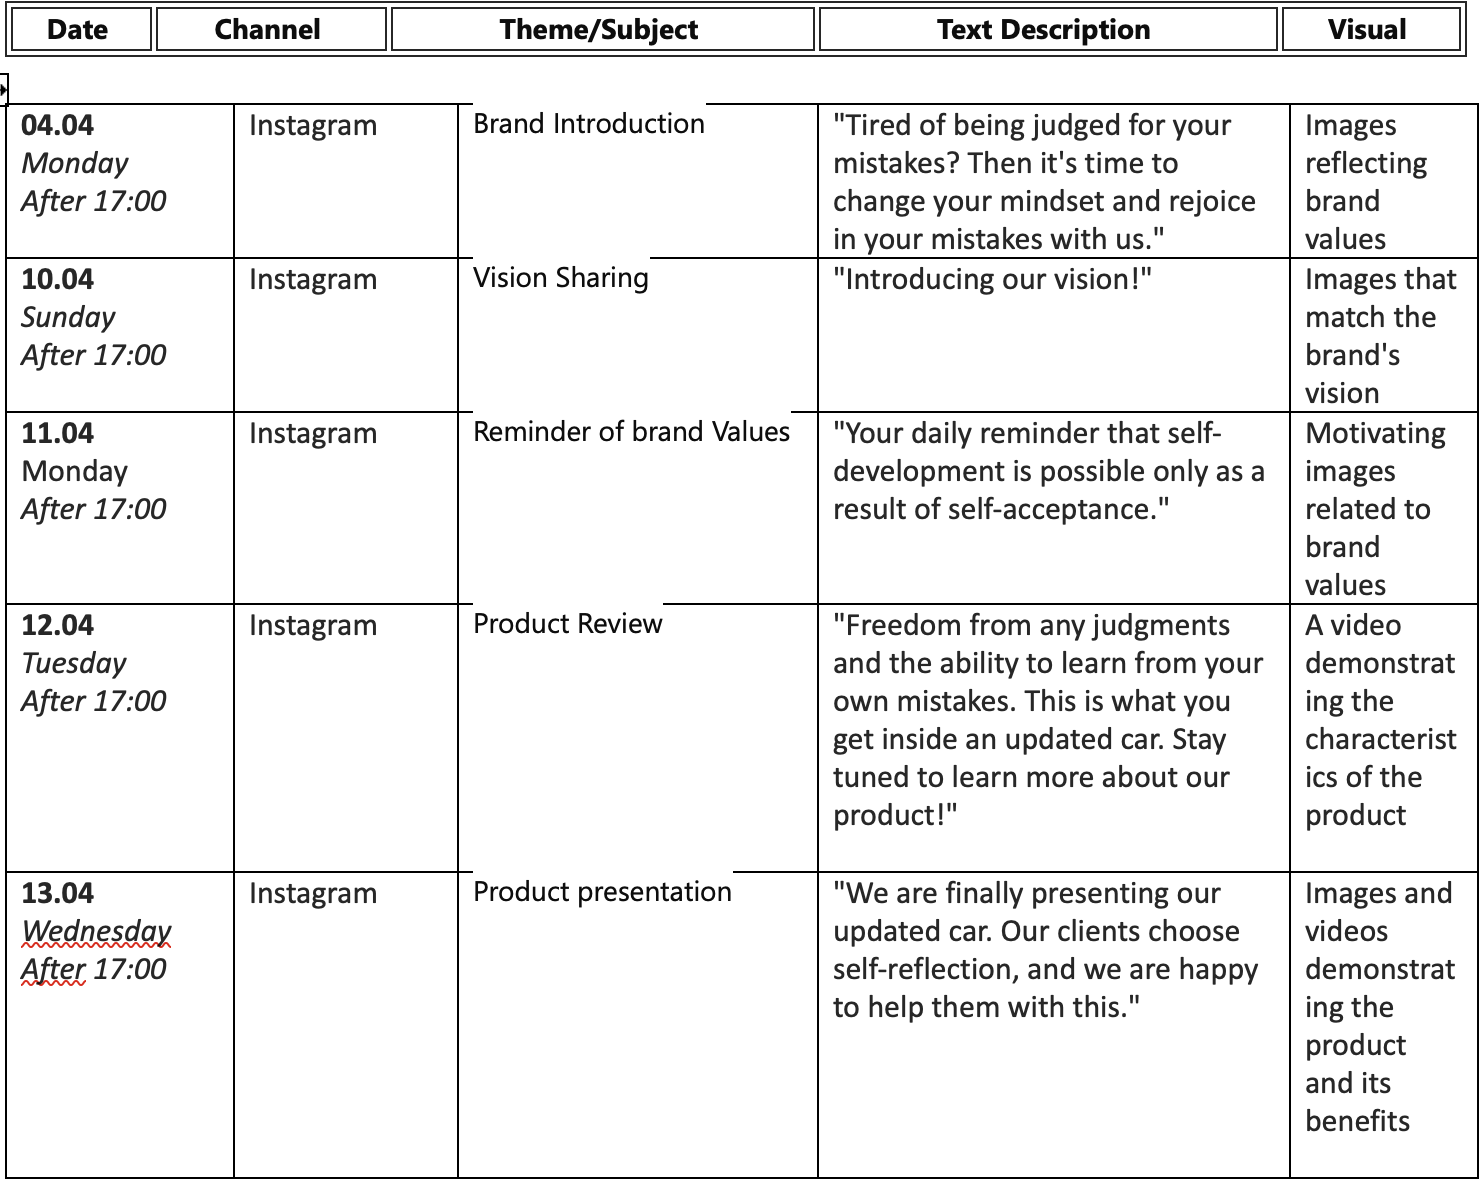 Date Channel Theme/Subject Text Description Visual
04.04
Monday
After 17:00
Instagram
Brand Introduction
"Tired of being judged for your
mistakes? Then it's time to
change your mindset and rejoice
in your mistakes with us."
Images
reflecting
brand
values
10.04
Sunday
After 17:00
Instagram
Vision Sharing
"Introducing our vision!"
Images that
match the
brand's
vision
11.04
Monday
After 17:00
Instagram
Reminder of brand Values
"Your daily reminder that self-
development is possible only as a
result of self-acceptance."
Motivating
images
related to
brand
values
12.04
Tuesday
After 17:00
Instagram
Product Review
"Freedom from any judgments
and the ability to learn from your
own mistakes. This is what you
get inside an updated car. Stay
tuned to learn more about our
product!"
A video
demonstrat
ing the
characterist
ics of the
product
13.04
Wednesday
After 17:00
Instagram
Product presentation
"We are finally presenting our
updated car. Our clients choose
self-reflection, and we are happy
to help them with this."
Images and
videos
demonstrat
ing the
product
and its
benefits